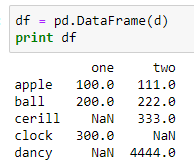 df = pd.DataFrame(d)
print df
one two
apple 100.0 111.0
ball 200.0 222.0
cerill NaN 333.0
clock 300.0 NaN
dancy NaN 4444.0